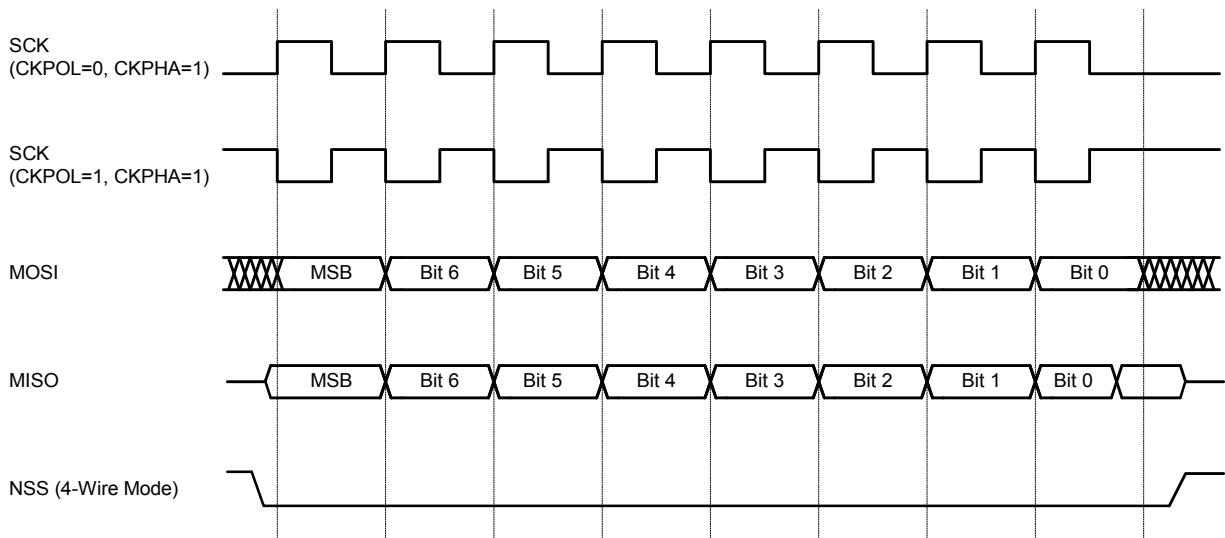 SCK
(CKPOL=0, CKPHA=1)
SCK
(CKPOL=1, CKPHA=1)
MOSI
MSB Bit 6 Bit 5 Bit 4 Bit 3 Bit 2 Bit 1 Bit 0
MISO
MSB Bit 6 Bit 5 Bit 4 Bit 3 Bit 2 Bit 1 Bit 0
NSS (4-Wire Mode)